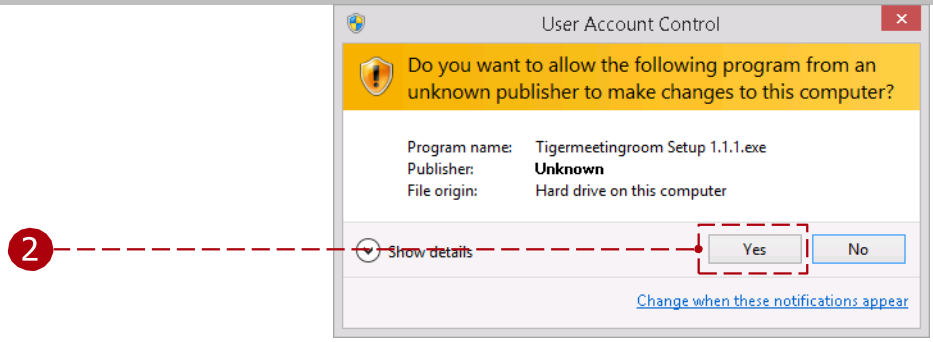 User Account Control
Do you want to allow the following program from an
unknown publisher to make changes to this computer?
Program name: Tigermeetingroom Setup 1.1.1.exe
Publisher: Unknown
File origin: Hard drive on this computer
2 Show details Yes No
Change when these notifications appear